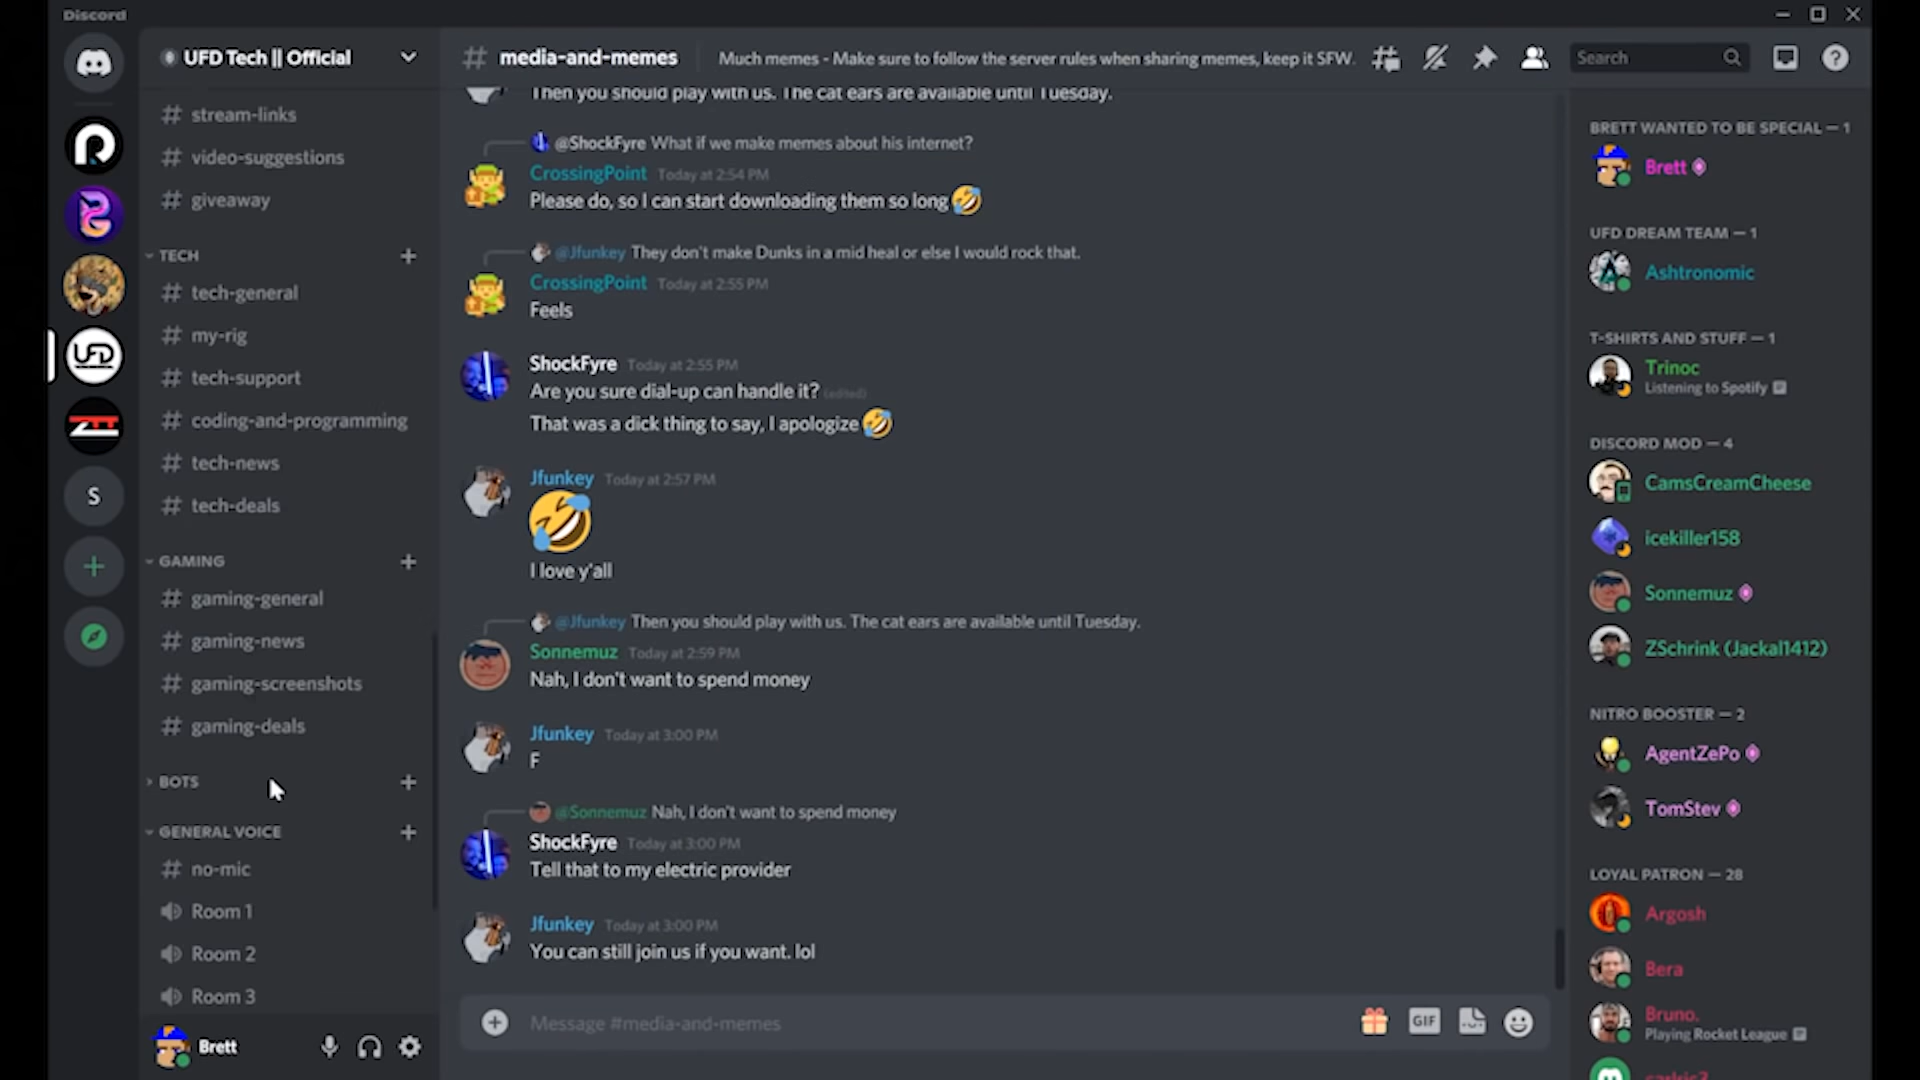 Discord
UFD Tech || Official
stream-links
video-suggestions
giveaway
TECH
tech-general
my-rig
tech-support
coding-and-programming
tech-news
tech-deals
GAMING
gaming-general
gaming-news
gaming-screenshots
gaming-deals
BOTS
GENERAL VOICE
no-mic
Room 1
Room 2
Room 3
Brett
UFD
S
# media-and-memes
Much memes - Make sure to follow the server rules when sharing memes, keep it SFW.
Search
Then you should play with us. The cat ears are available until Tuesday.
@ShockFyre What if we make memes about his internet?
CrossingPoint Today at 2:54 PM
Please do, so I can start downloading them so long 🤣
@Jfunkey They don't make Dunks in a mid heal or else I would rock that.
CrossingPoint Today at 2:55 PM
Feels
ShockFyre Today at 2:55 PM
Are you sure dial-up can handle it? (edited)
That was a dick thing to say, I apologize 🤣
Jfunkey Today at 2:57 PM
🤣
I love y'all
@Jfunkey Then you should play with us. The cat ears are available until Tuesday.
Sonnemuz Today at 2:59 PM
Nah, I don't want to spend money
Jfunkey Today at 3:00 PM
F
@Sonnemuz Nah, I don't want to spend money
ShockFyre Today at 3:00 PM
Tell that to my electric provider
Jfunkey Today at 3:00 PM
You can still join us if you want. lol
Message #media-and-memes
GIF
BRETT WANTED TO BE SPECIAL — 1
Brett
UFD DREAM TEAM — 1
Ashtronomic
T-SHIRTS AND STUFF — 1
Trinoc
Listening to Spotify
DISCORD MOD — 4
CamsCreamCheese
icekiller158
Sonnemuz
ZSchrink (Jackal1412)
NITRO BOOSTER — 2
AgentZePo
TomStev
LOYAL PATRON — 28
Argosh
Bera
Bruno.
Playing Rocket League